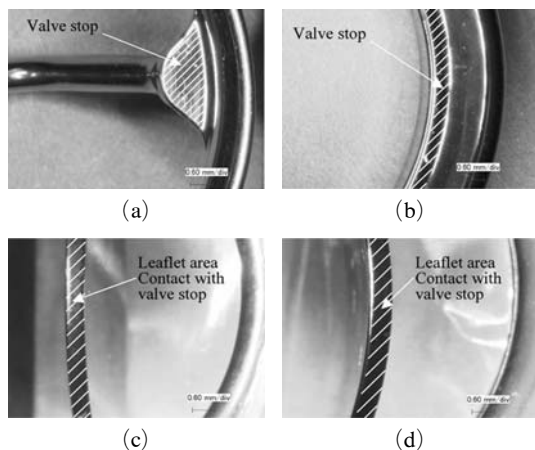 Valve stop
0.60 mm/div
(a)
Valve stop
0.60 mm/div
(b)
Leaflet area
Contact with
valve stop
0.60 mm/div
(c)
Leaflet area
Contact with
valve stop
0.60 mm/div
(d)